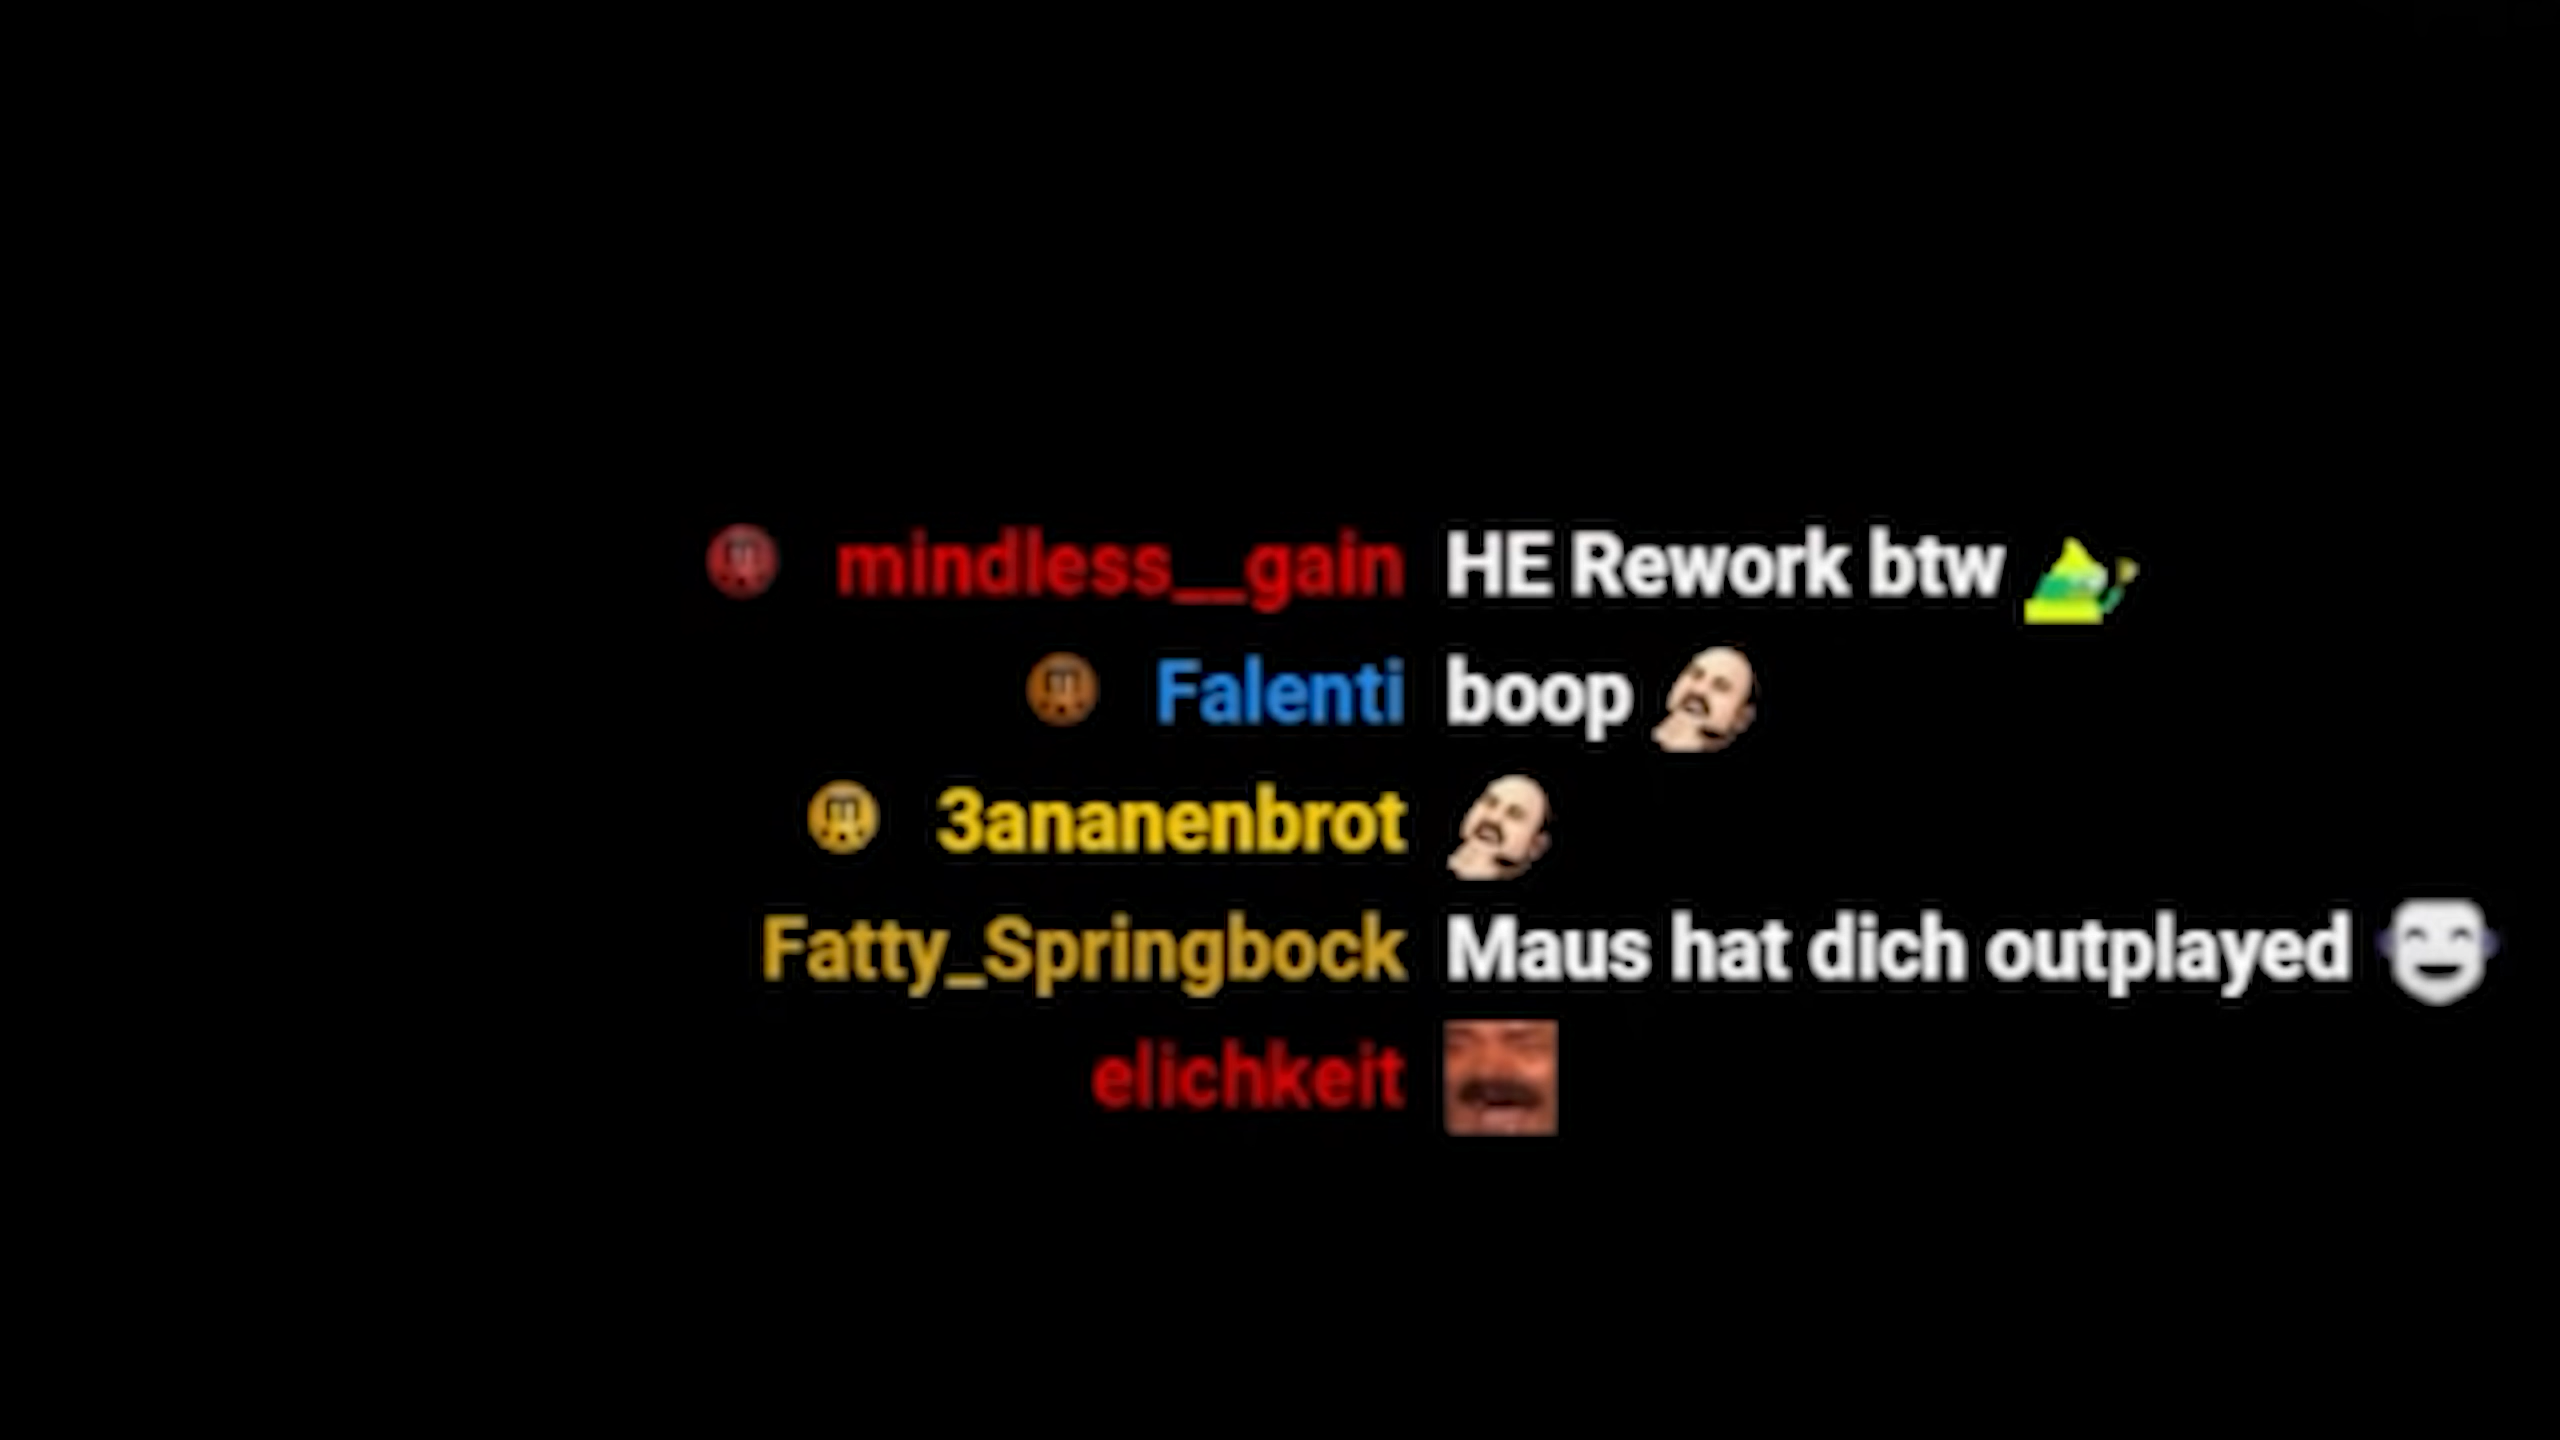 mindless__gain HE Rework btw
Falenti boop
3ananenbrot
Fatty_Springbock Maus hat dich outplayed
elichkeit